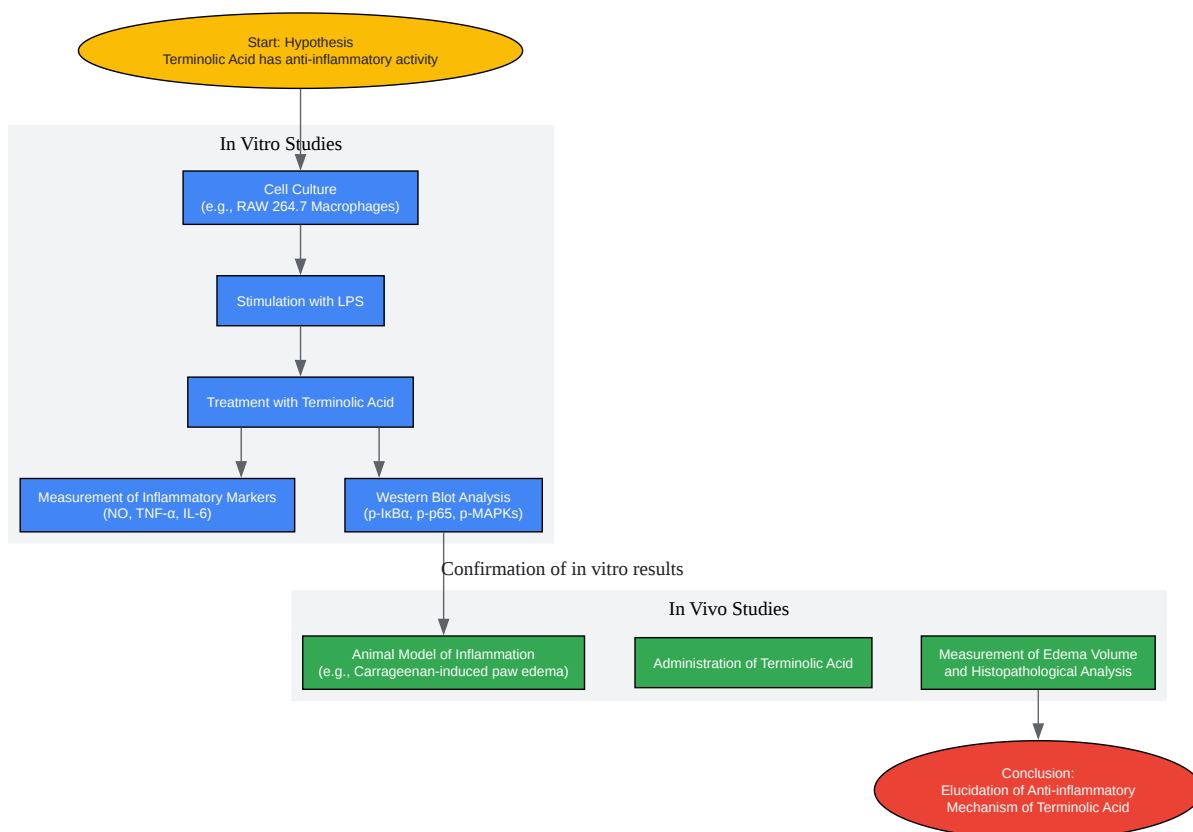 Start: Hypothesis
Terminolic Acid has anti-inflammatory activity
In Vitro Studies
Cell Culture
(e.g., RAW 264.7 Macrophages)
Stimulation with LPS
Treatment with Terminolic Acid
Measurement of Inflammatory Markers
(NO, TNF-α, IL-6)
Western Blot Analysis
(p-IκBα, p-p65, p-MAPKs)
Confirmation of in vitro results
In Vivo Studies
Animal Model of Inflammation
(e.g., Carrageenan-induced paw edema)
Administration of Terminolic Acid
Measurement of Edema Volume
and Histopathological Analysis
Conclusion:
Elucidation of Anti-inflammatory
Mechanism of Terminolic Acid